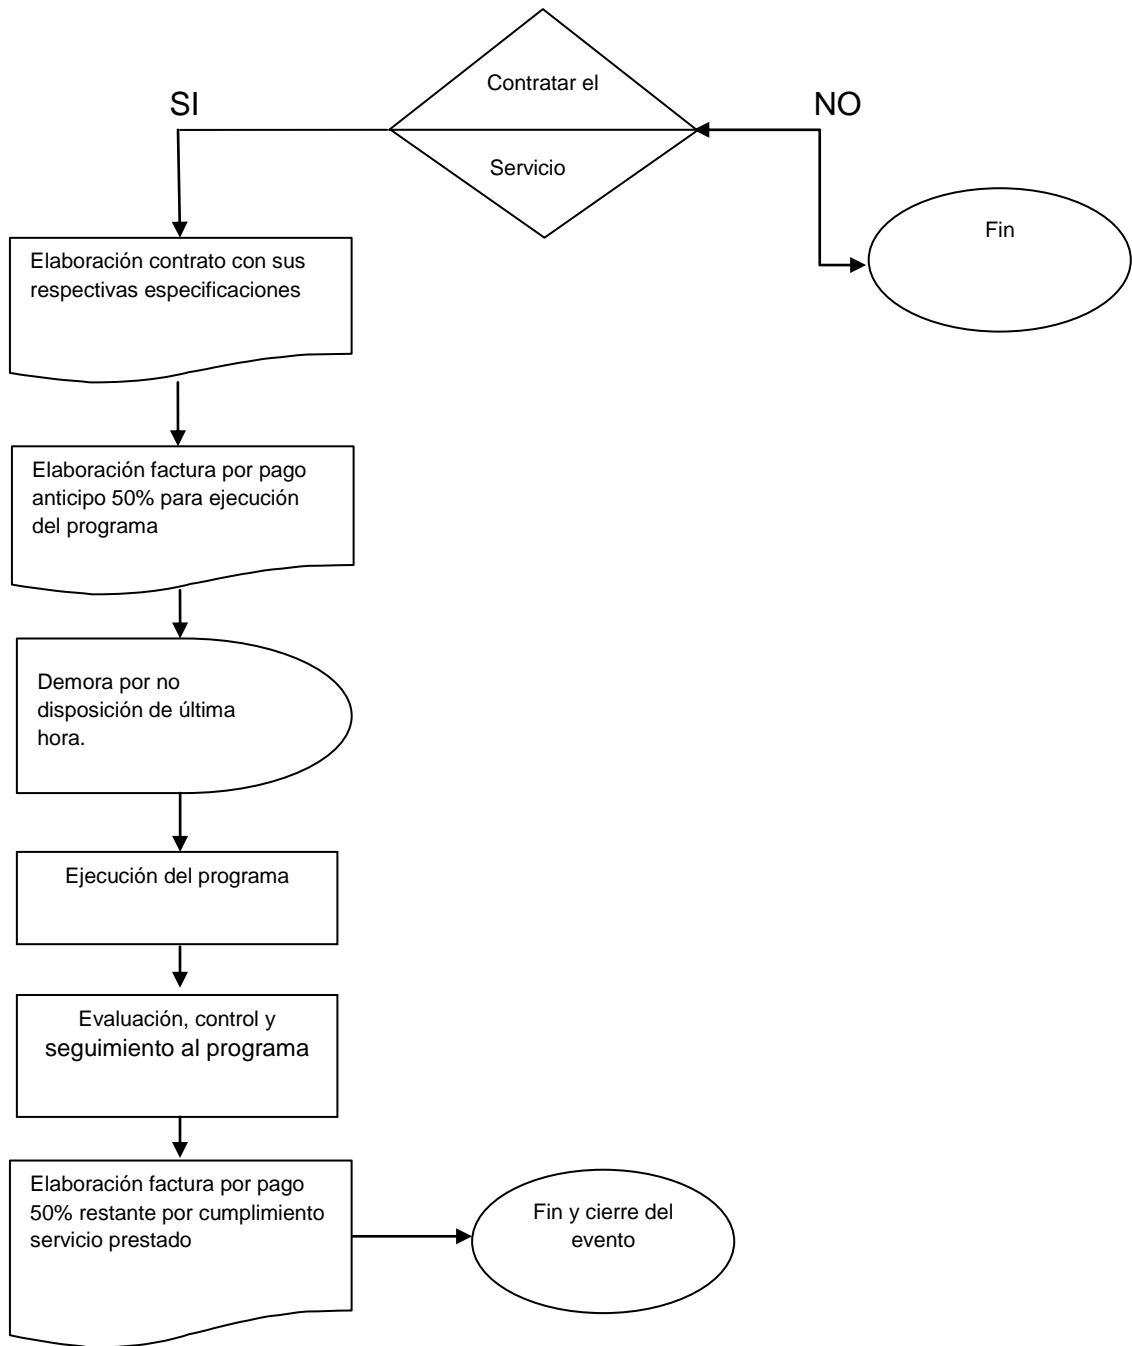 Contratar el
Servicio
SI
NO
Fin
Elaboración contrato con sus
respectivas especificaciones
Elaboración factura por pago
anticipo 50% para ejecución
del programa
Demora por no
disposición de última
hora.
Ejecución del programa
Evaluación, control y
seguimiento al programa
Elaboración factura por pago
50% restante por cumplimiento
servicio prestado
Fin y cierre del
evento